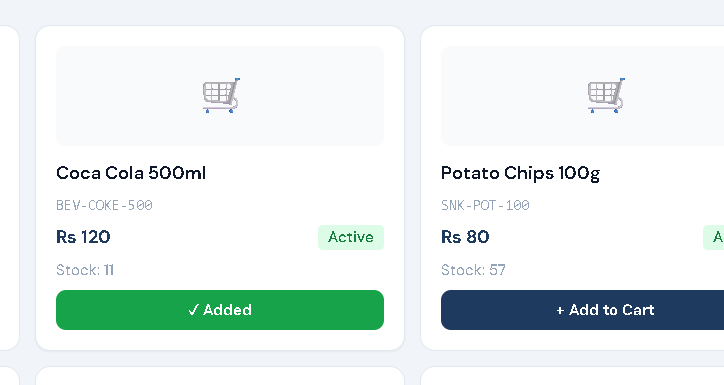 Coca Cola 500ml
BEV-COKE-500
Rs 120
Active
Stock: 11
✓ Added
Potato Chips 100g
SNK-POT-100
Rs 80
A
Stock: 57
+ Add to Cart